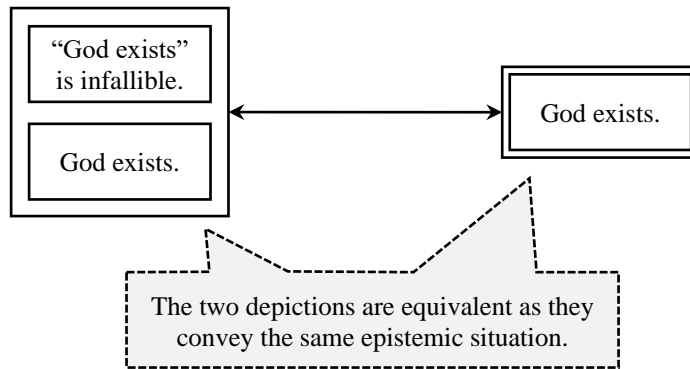 “God exists”
is infallible.
God exists.
God exists.
The two depictions are equivalent as they
convey the same epistemic situation.